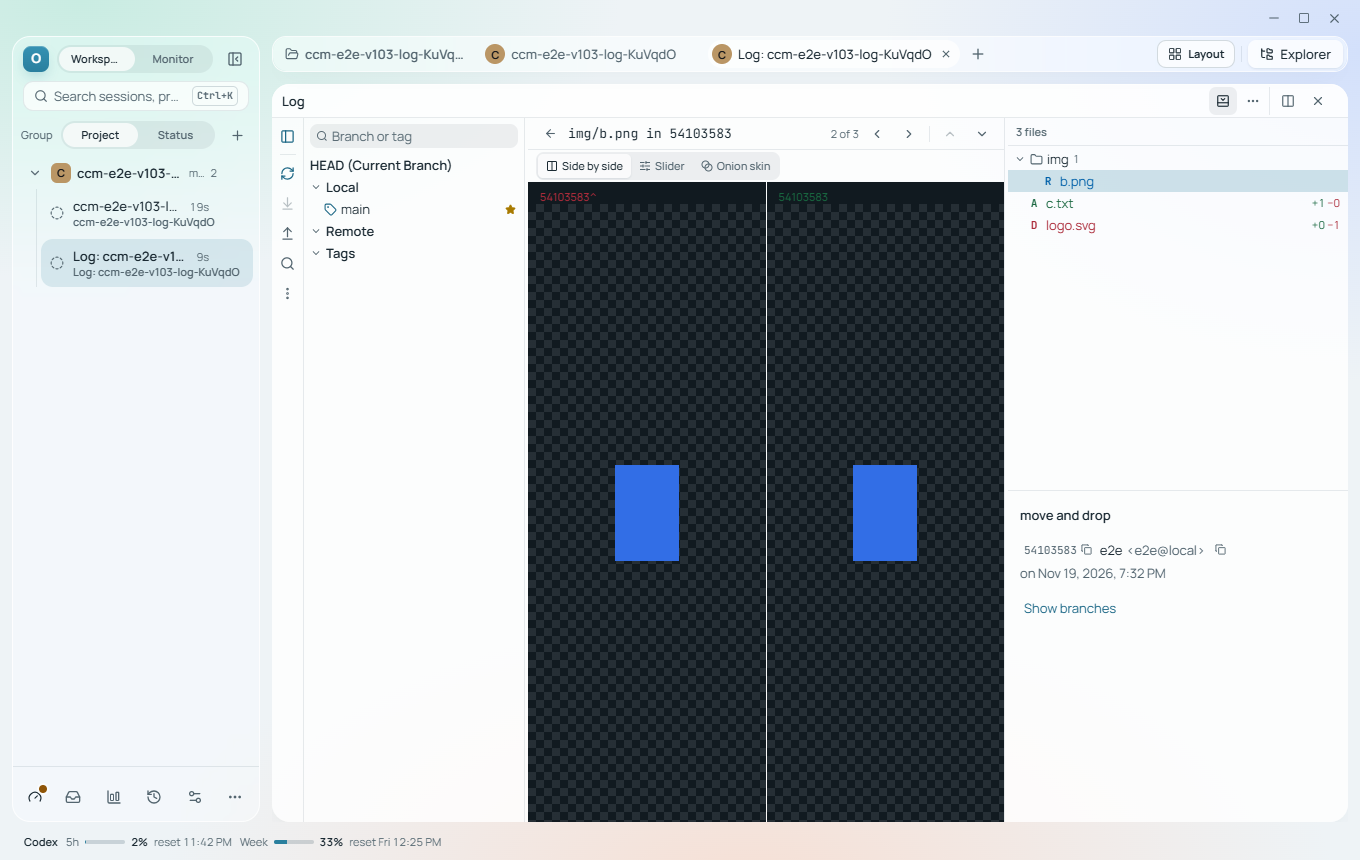 O
Worksp...
Monitor
Search sessions, pr...
Ctrl+K
Group
Project
Status
C
ccm-e2e-v103-...
m...
2
ccm-e2e-v103-l...
19s
ccm-e2e-v103-log-KuVqdO
Log: ccm-e2e-v1...
9s
Log: ccm-e2e-v103-log-KuVqdO
ccm-e2e-v103-log-KuVq...
C
ccm-e2e-v103-log-KuVqdO
C
Log: ccm-e2e-v103-log-KuVqdO
Layout
Explorer
Log
Branch or tag
HEAD (Current Branch)
Local
main
Remote
Tags
img/b.png in 54103583
2 of 3
Side by side
Slider
Onion skin
54103583^
54103583
3 files
img 1
R b.png
A c.txt +1 −0
D logo.svg +0 −1
move and drop
54103583 e2e <e2e@local>
on Nov 19, 2026, 7:32 PM
Show branches
Codex 5h 2% reset 11:42 PM Week 33% reset Fri 12:25 PM